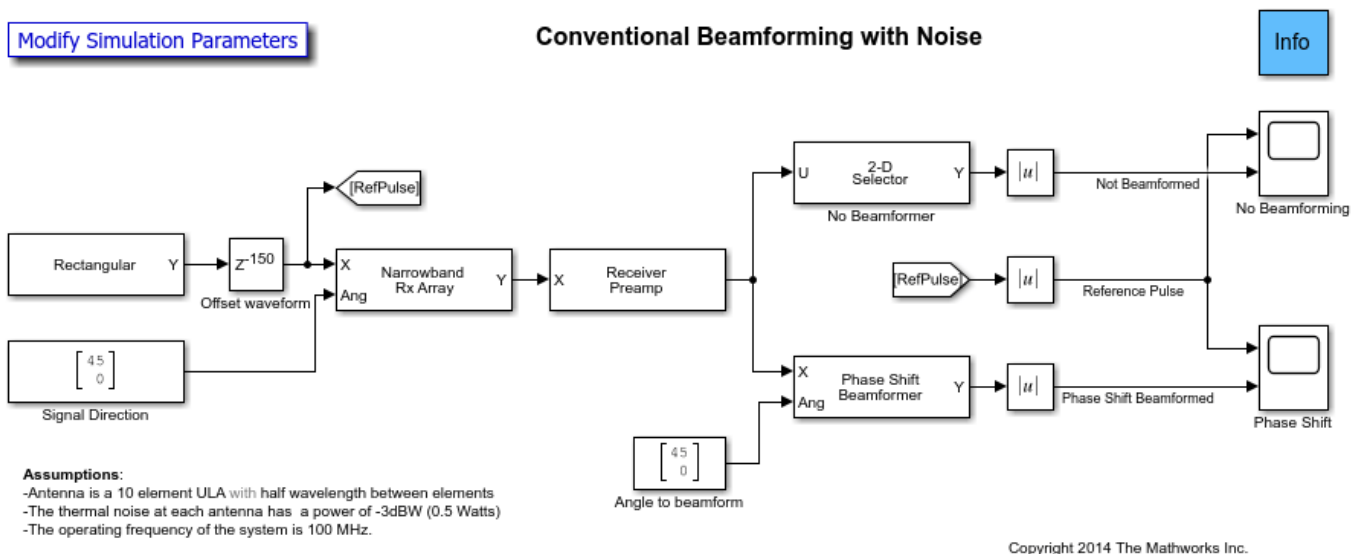 Modify Simulation Parameters
Conventional Beamforming with Noise
Info
[RefPulse]
Rectangular
Y
Z-150
Offset waveform
X
Ang
Narrowband
Rx Array
Y
X
Receiver
Preamp
U
2-D
Selector
Y
No Beamformer
|u|
Not Beamformed
No Beamforming
[RefPulse]
|u|
Reference Pulse
45
0
Signal Direction
X
Ang
Phase Shift
Beamformer
Y
|u|
Phase Shift Beamformed
Phase Shift
45
0
Angle to beamform
Assumptions:
-Antenna is a 10 element ULA with half wavelength between elements
-The thermal noise at each antenna has a power of -3dBW (0.5 Watts)
-The operating frequency of the system is 100 MHz.
Copyright 2014 The Mathworks Inc.